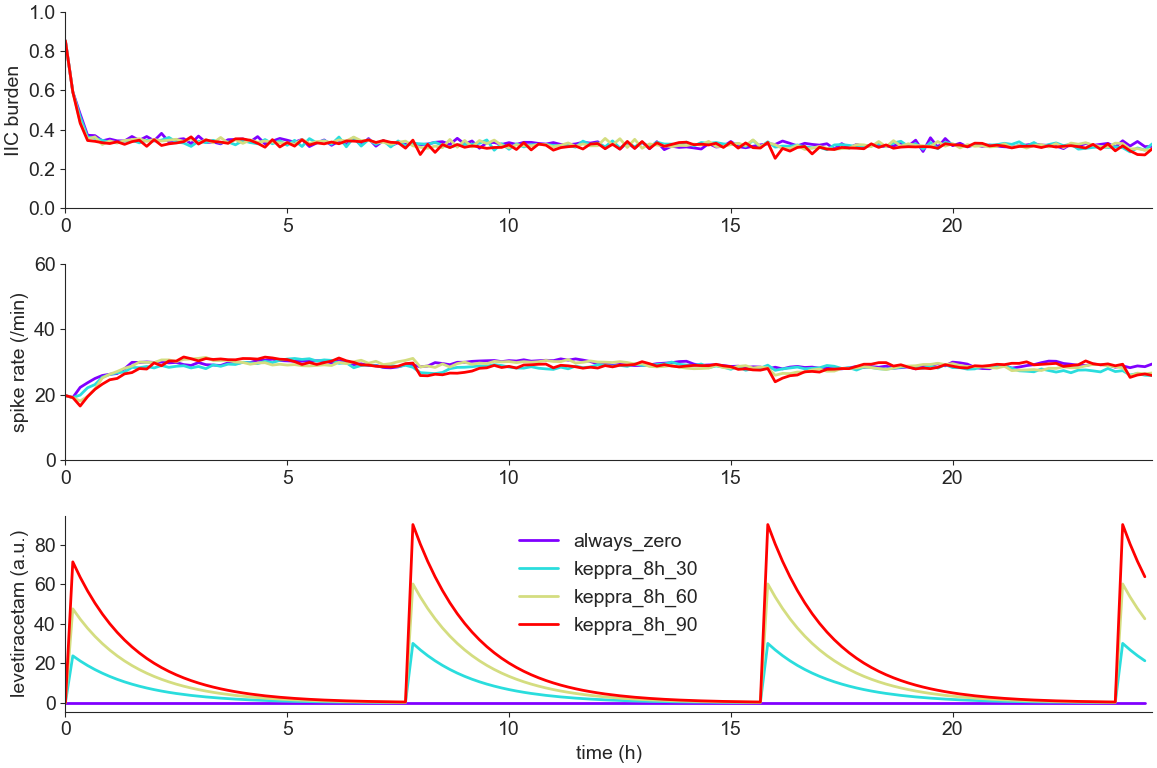 IIC burden
1.0
0.8
0.6
0.4
0.2
0.0
0 5 10 15 20
spike rate (/min)
60
40
20
0
0 5 10 15 20
levetiracetam (a.u.)
80
60
40
20
0
always_zero
keppra_8h_30
keppra_8h_60
keppra_8h_90
0 5 10 15 20
time (h)